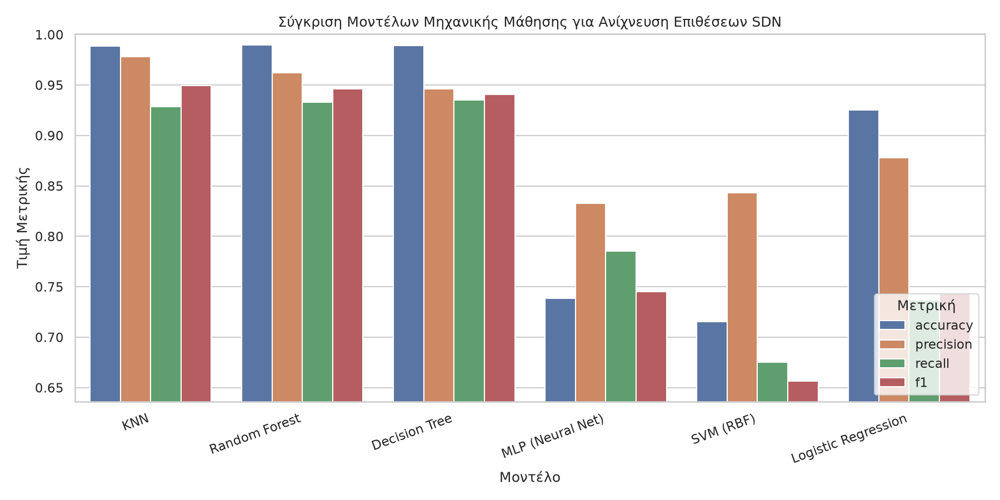 Σύγκριση Μοντέλων Μηχανικής Μάθησης για Ανίχνευση Επιθέσεων SDN
Τιμή Μετρικής
1.00
0.95
0.90
0.85
0.80
0.75
0.70
0.65
Μετρική
accuracy
precision
recall
f1
KNN
Random Forest
Decision Tree
MLP (Neural Net)
SVM (RBF)
Logistic Regression
Μοντέλο